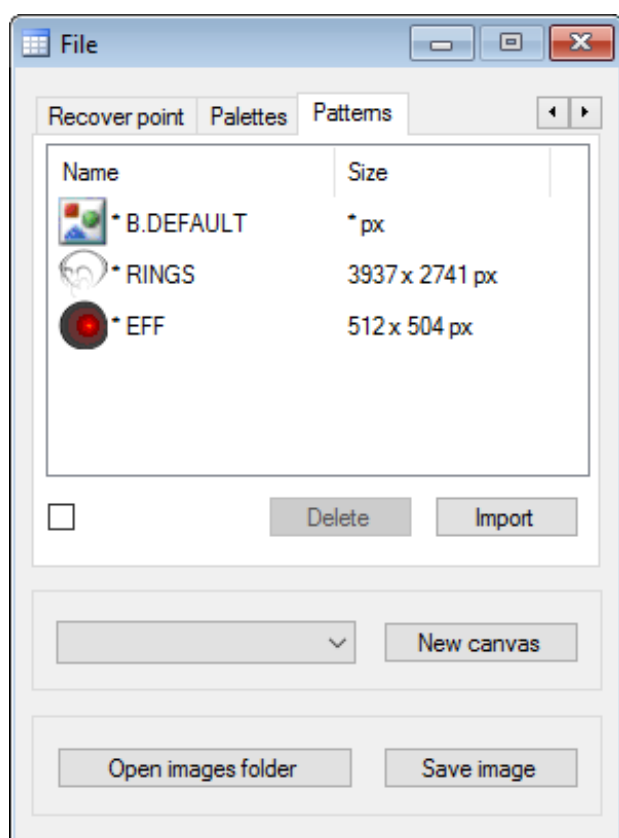 File
Recover point Palettes Patterns
Name Size
* B.DEFAULT * px
* RINGS 3937 x 2741 px
* EFF 512 x 504 px
Delete Import
New canvas
Open images folder Save image